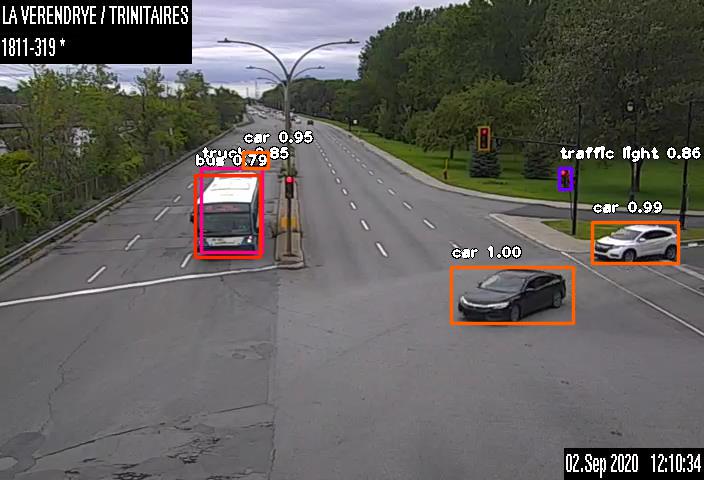 LA VERENDRYE / TRINITAIRES
1811-319 *
car 0.95
truck 0.85
bus 0.79
traffic light 0.86
car 0.99
car 1.00
02.Sep 2020 12:10:34